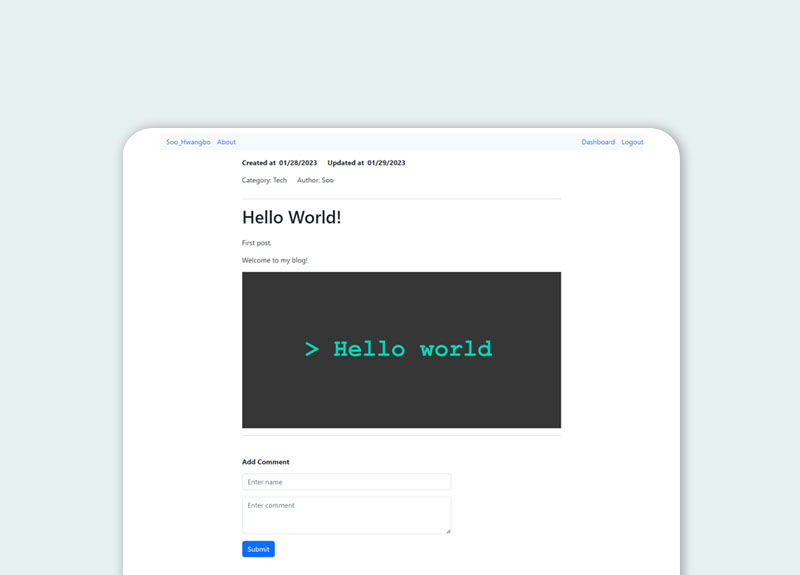 Soo_Hwangbo About Dashboard Logout
Created at 01/28/2023 Updated at 01/29/2023
Category: Tech Author: Soo
Hello World!
First post.
Welcome to my blog!
> Hello world
Add Comment
Enter name
Enter comment
Submit